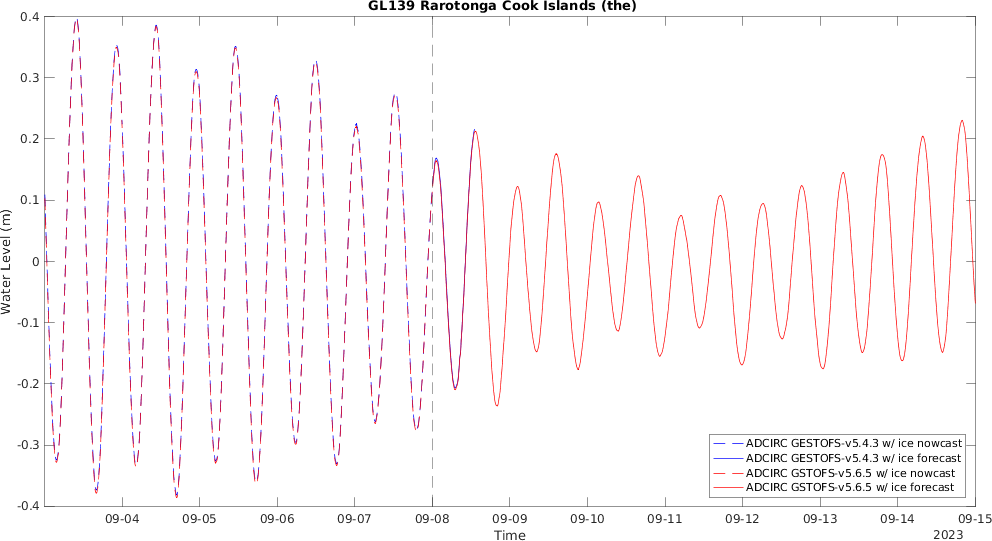 GL139 Rarotonga Cook Islands (the)
0.4
0.3
0.2
0.1
0
-0.1
-0.2
-0.3
-0.4
Water Level (m)
ADCIRC GESTOFS-v5.4.3 w/ ice nowcast
ADCIRC GESTOFS-v5.4.3 w/ ice forecast
ADCIRC GSTOFS-v5.6.5 w/ ice nowcast
ADCIRC GSTOFS-v5.6.5 w/ ice forecast
09-04 09-05 09-06 09-07 09-08 09-09 09-10 09-11 09-12 09-13 09-14 09-15
Time
2023